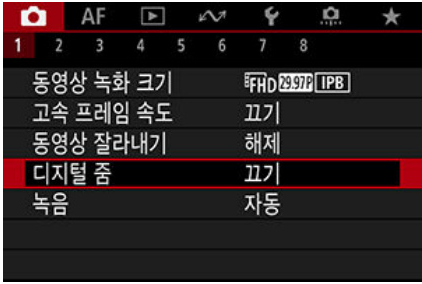 AF
1 2 3 4 5 6 7 8
동영상 녹화 크기 FHD 29.97P IPB
고속 프레임 속도 끄기
동영상 잘라내기 해제
디지털 줌 끄기
녹음 자동